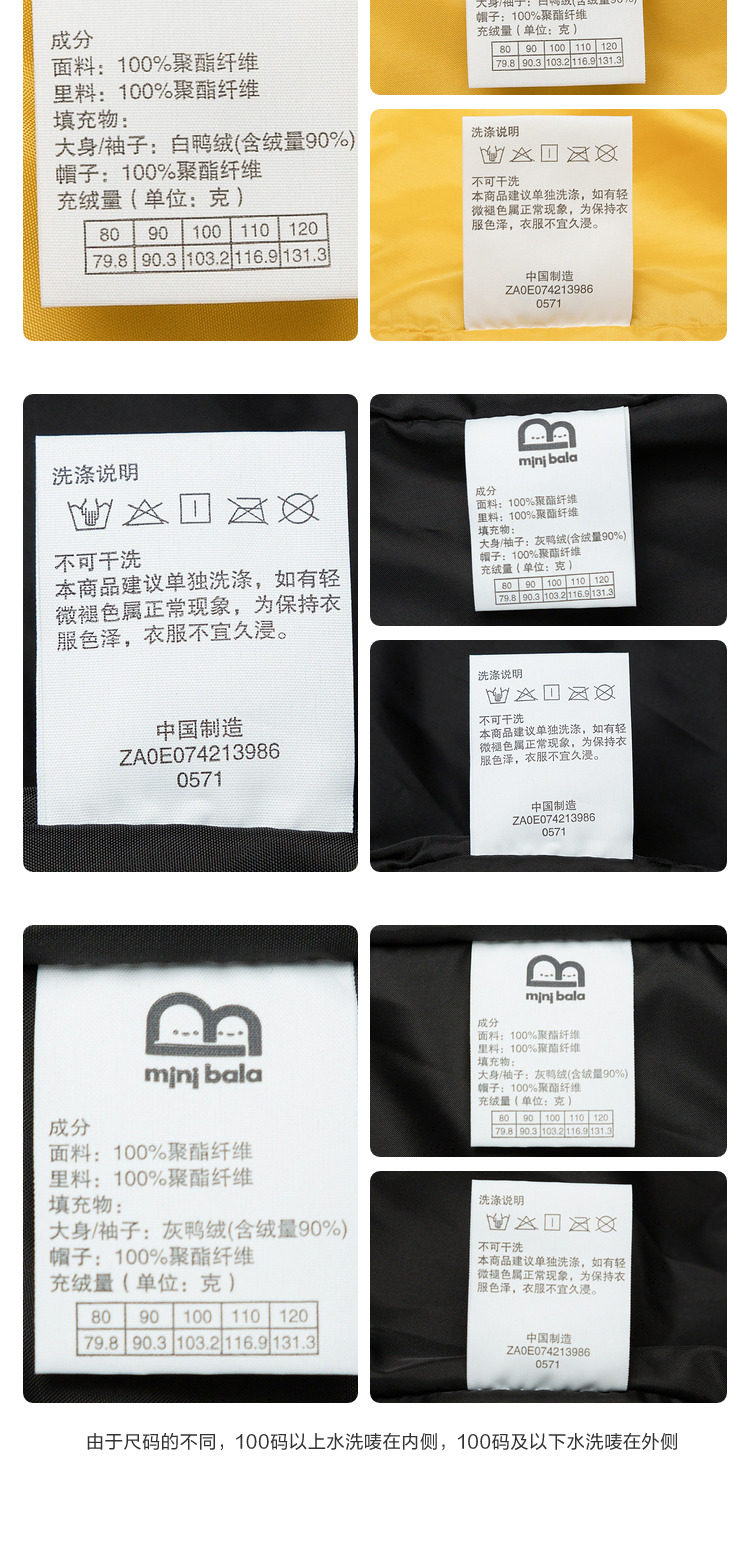 成分
面料：100%聚酯纤维
里料：100%聚酯纤维
填充物：
大身/袖子：白鸭绒(含绒量90%)
帽子：100%聚酯纤维
充绒量（单位：克）
80 90 100 110 120
79.8 90.3 103.2 116.9 131.3
大身/袖子：白鸭绒(含绒量90%)
帽子：100%聚酯纤维
充绒量（单位：克）
80 90 100 110 120
79.8 90.3 103.2 116.9 131.3
洗涤说明
不可干洗
本商品建议单独洗涤，如有轻
微褪色属正常现象，为保持衣
服色泽，衣服不宜久浸。
中国制造
ZA0E074213986
0571
洗涤说明
不可干洗
本商品建议单独洗涤，如有轻
微褪色属正常现象，为保持衣
服色泽，衣服不宜久浸。
中国制造
ZA0E074213986
0571
mini bala
成分
面料：100%聚酯纤维
里料：100%聚酯纤维
填充物：
大身/袖子：灰鸭绒(含绒量90%)
帽子：100%聚酯纤维
充绒量（单位：克）
80 90 100 110 120
79.8 90.3 103.2 116.9 131.3
洗涤说明
不可干洗
本商品建议单独洗涤，如有轻
微褪色属正常现象，为保持衣
服色泽，衣服不宜久浸。
中国制造
ZA0E074213986
0571
mini bala
成分
面料：100%聚酯纤维
里料：100%聚酯纤维
填充物：
大身/袖子：灰鸭绒(含绒量90%)
帽子：100%聚酯纤维
充绒量（单位：克）
80 90 100 110 120
79.8 90.3 103.2 116.9 131.3
mini bala
成分
面料：100%聚酯纤维
里料：100%聚酯纤维
填充物：
大身/袖子：灰鸭绒(含绒量90%)
帽子：100%聚酯纤维
充绒量（单位：克）
80 90 100 110 120
79.8 90.3 103.2 116.9 131.3
洗涤说明
不可干洗
本商品建议单独洗涤，如有轻
微褪色属正常现象，为保持衣
服色泽，衣服不宜久浸。
中国制造
ZA0E074213986
0571
由于尺码的不同，100码以上水洗唛在内侧，100码及以下水洗唛在外侧